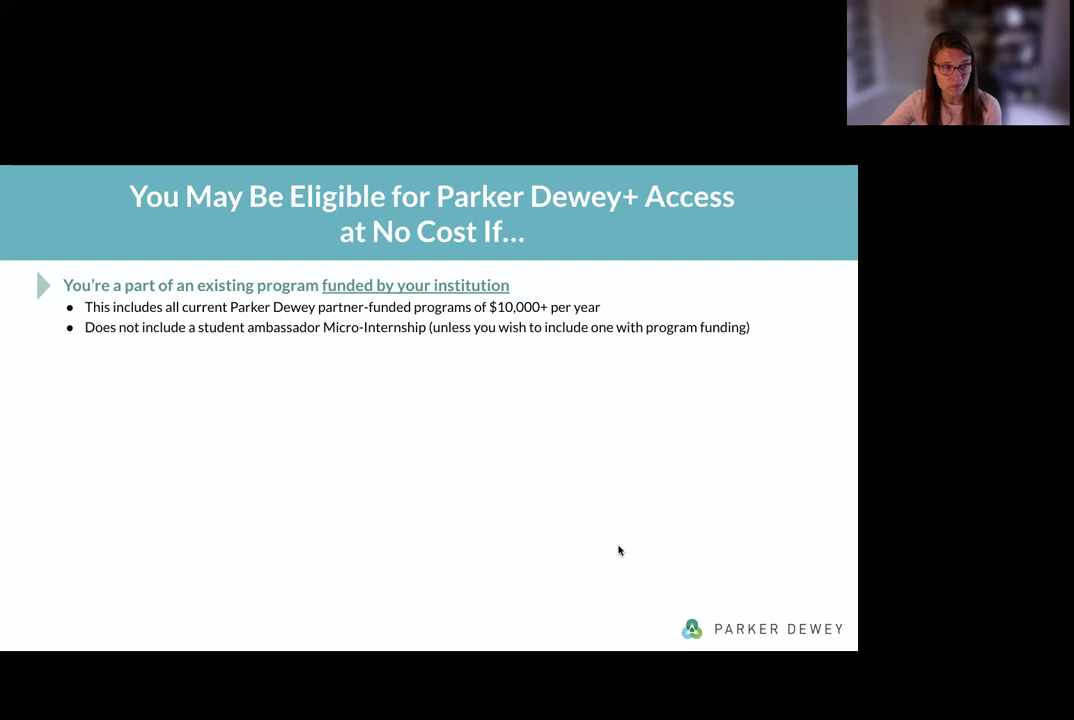 You May Be Eligible for Parker Dewey+ Access
at No Cost If...
You're a part of an existing program funded by your institution
● This includes all current Parker Dewey partner-funded programs of $10,000+ per year
● Does not include a student ambassador Micro-Internship (unless you wish to include one with program funding)
PARKER DEWEY